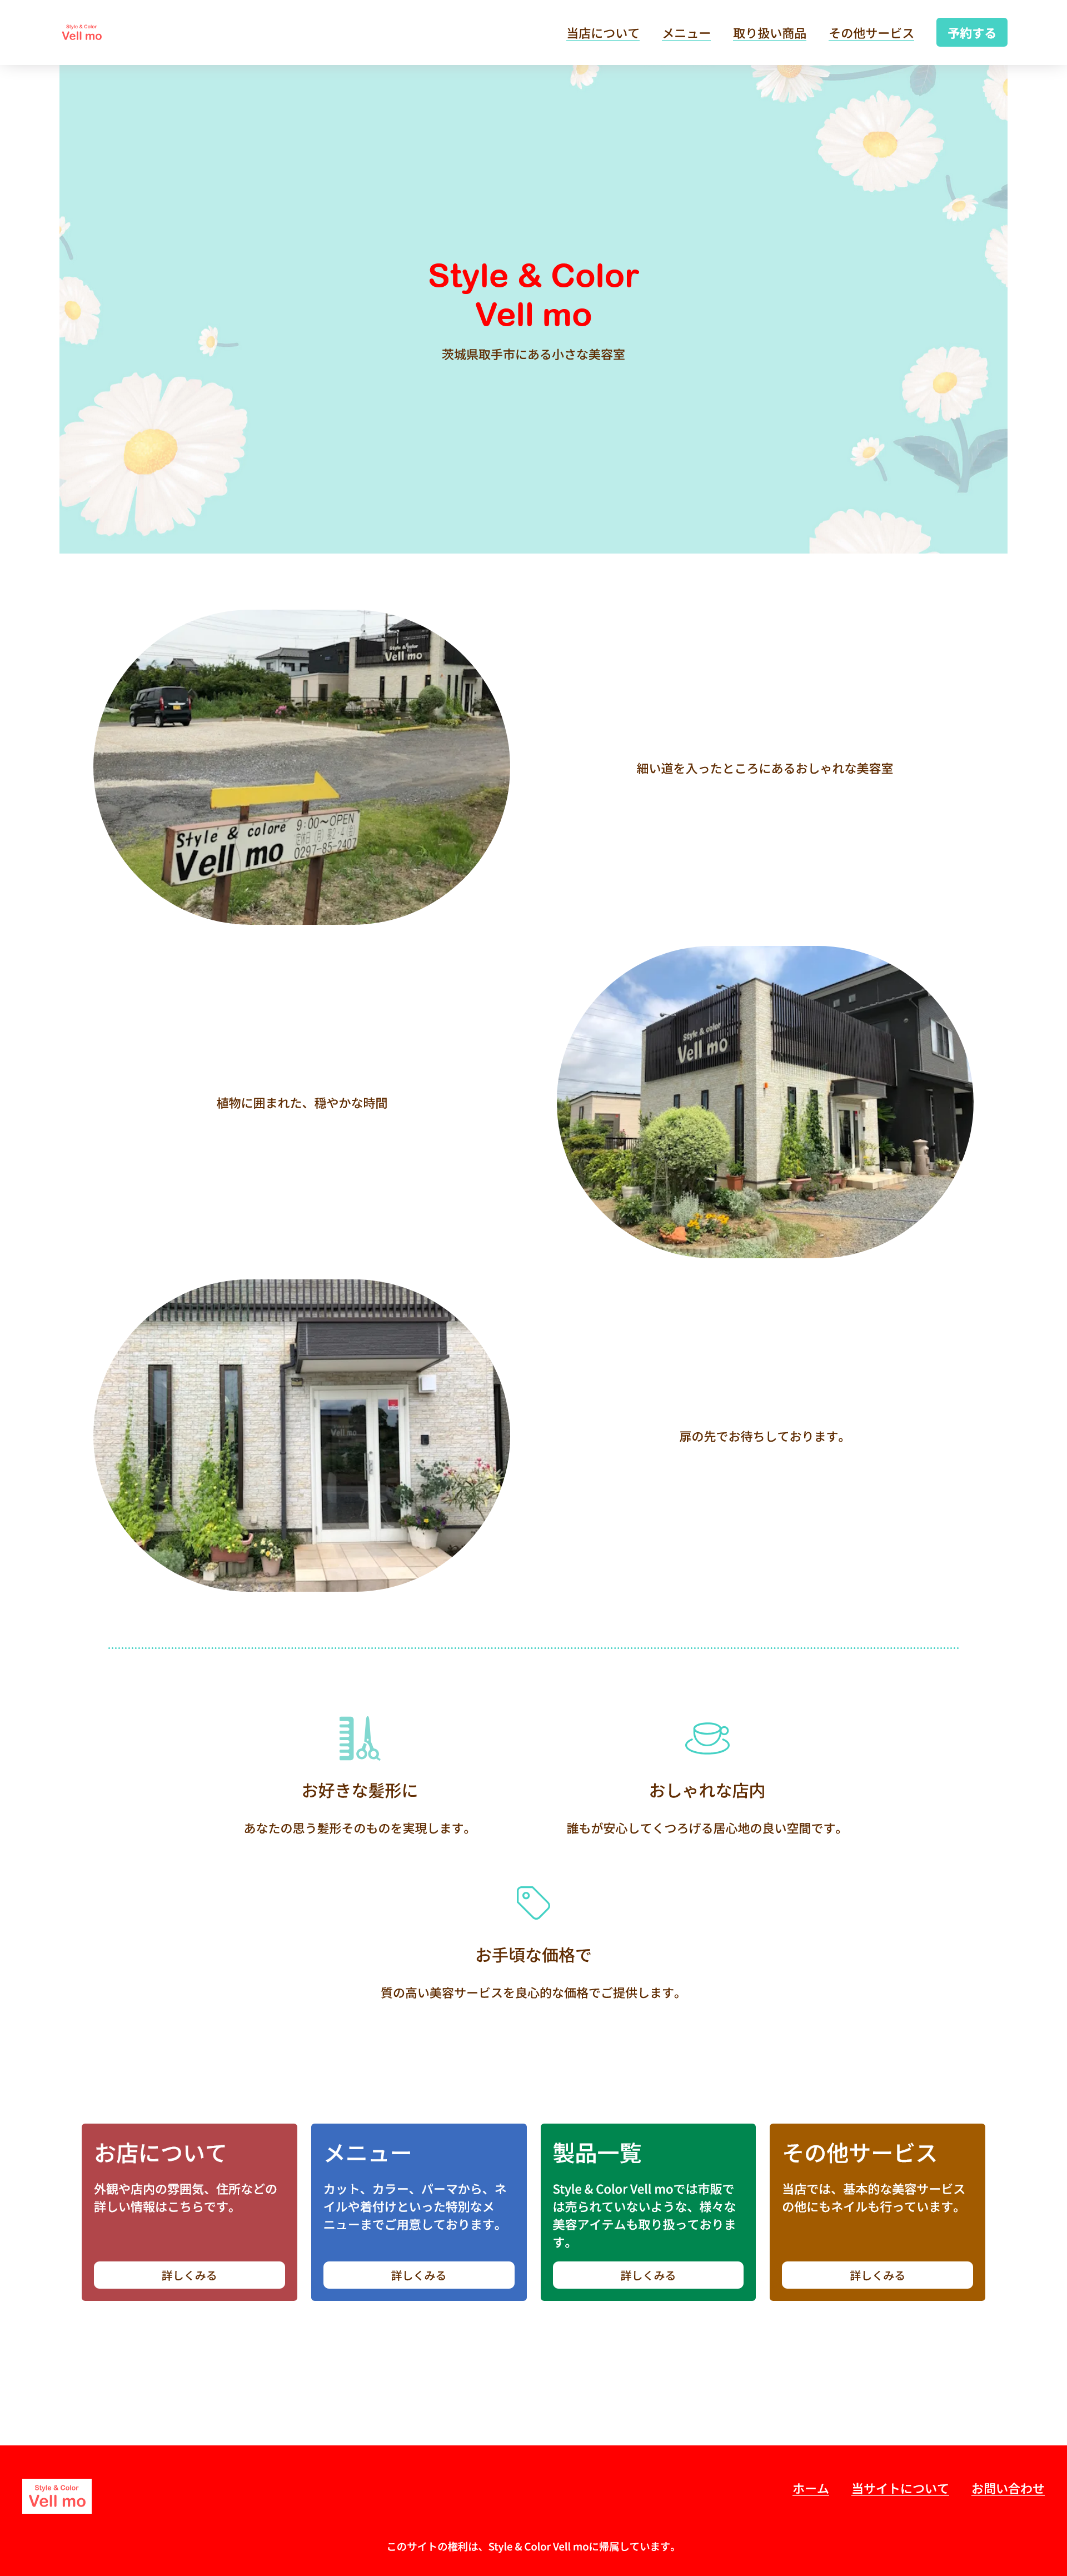 Style & Color
Vell mo
当店について
メニュー
取り扱い商品
その他サービス
予約する
Style & Color
Vell mo
茨城県取手市にある小さな美容室
Style & color
Vell mo
Style & colore
Vell mo
9:00~OPEN
0297-85-2407
細い道を入ったところにあるおしゃれな美容室
植物に囲まれた、穏やかな時間
Style & color
Vell mo
Vell mo
扉の先でお待ちしております。
お好きな髪形に
あなたの思う髪形そのものを実現します。
おしゃれな店内
誰もが安心してくつろげる居心地の良い空間です。
お手頃な価格で
質の高い美容サービスを良心的な価格でご提供します。
お店について
外観や店内の雰囲気、住所などの
詳しい情報はこちらです。
詳しくみる
メニュー
カット、カラー、パーマから、ネ
イルや着付けといった特別なメ
ニューまでご用意しております。
詳しくみる
製品一覧
Style & Color Vell moでは市販で
は売られていないような、様々な
美容アイテムも取り扱っておりま
す。
詳しくみる
その他サービス
当店では、基本的な美容サービス
の他にもネイルも行っています。
詳しくみる
Style & Color
Vell mo
ホーム
当サイトについて
お問い合わせ
このサイトの権利は、Style & Color Vell moに帰属しています。